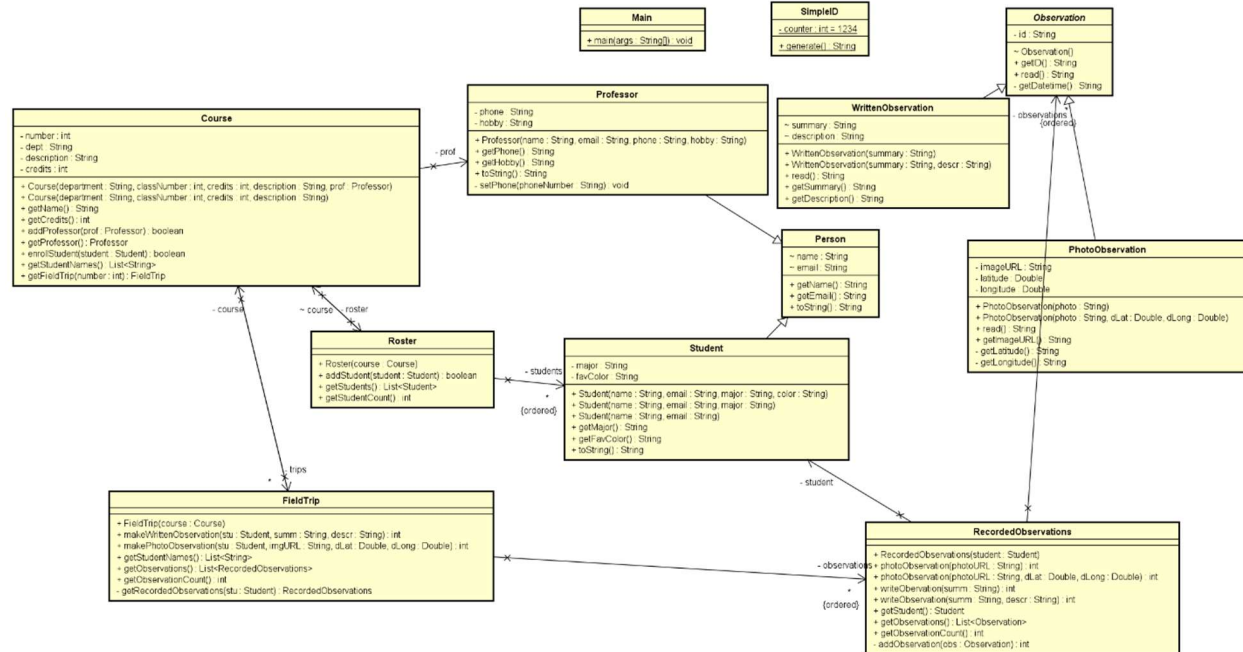 Main
+ main(args : String[]) : void
SimpleID
- counter : int = 1234
+ generate() : String
Observation
- id : String
~ Observation()
+ getID() : String
+ read() : String
- getDatetime() : String
Professor
- phone : String
- hobby : String
+ Professor(name : String, email : String, phone : String, hobby : String)
+ getPhone() : String
+ getHobby() : String
+ toString() : String
- setPhone(phoneNumber : String) : void
WrittenObservation
~ summary : String
~ description : String
+ WrittenObservation(summary : String)
+ WrittenObservation(summary : String, descr : String)
+ read() : String
+ getSummary() : String
+ getDescription() : String
- observations
*
{ordered}
Course
- number : int
- dept : String
- description : String
- credits : int
+ Course(department : String, classNumber : int, credits : int, description : String, prof : Professor)
+ Course(department : String, classNumber : int, credits : int, description : String)
+ getName() : String
+ getCredits() : int
+ addProfessor(prof : Professor) : boolean
+ getProfessor() : Professor
+ enrollStudent(student : Student) : boolean
+ getStudentNames() : List<String>
+ getFieldTrip(number : int) : FieldTrip
- prof
Person
~ name : String
~ email : String
+ getName() : String
+ getEmail() : String
+ toString() : String
PhotoObservation
- imageURL : String
- latitude : Double
- longitude : Double
+ PhotoObservation(photo : String)
+ PhotoObservation(photo : String, dLat : Double, dLong : Double)
+ read() : String
+ getImageURL() : String
- getLatitude() : String
- getLongitude() : String
- course
~ course
- roster
Roster
+ Roster(course : Course)
+ addStudent(student : Student) : boolean
+ getStudents() : List<Student>
+ getStudentCount() : int
- students
*
{ordered}
Student
- major : String
- favColor : String
+ Student(name : String, email : String, major : String, color : String)
+ Student(name : String, email : String, major : String)
+ Student(name : String, email : String)
+ getMajor() : String
+ getFavColor() : String
+ toString() : String
- trips
*
- student
FieldTrip
+ FieldTrip(course : Course)
+ makeWrittenObservation(stu : Student, summ : String, descr : String) : int
+ makePhotoObservation(stu : Student, imgURL : String, dLat : Double, dLong : Double) : int
+ getStudentNames() : List<String>
+ getObservations() : List<RecordedObservations>
+ getObservationCount() : int
- getRecordedObservations(stu : Student) : RecordedObservations
- observations
*
{ordered}
RecordedObservations
+ RecordedObservations(student : Student)
+ photoObservation(photoURL : String) : int
+ photoObservation(photoURL : String, dLat : Double, dLong : Double) : int
+ writeObervation(summ : String) : int
+ writeObservation(summ : String, descr : String) : int
+ getStudent() : Student
+ getObservations() : List<Observation>
+ getObservationCount() : int
- addObservation(obs : Observation) : int